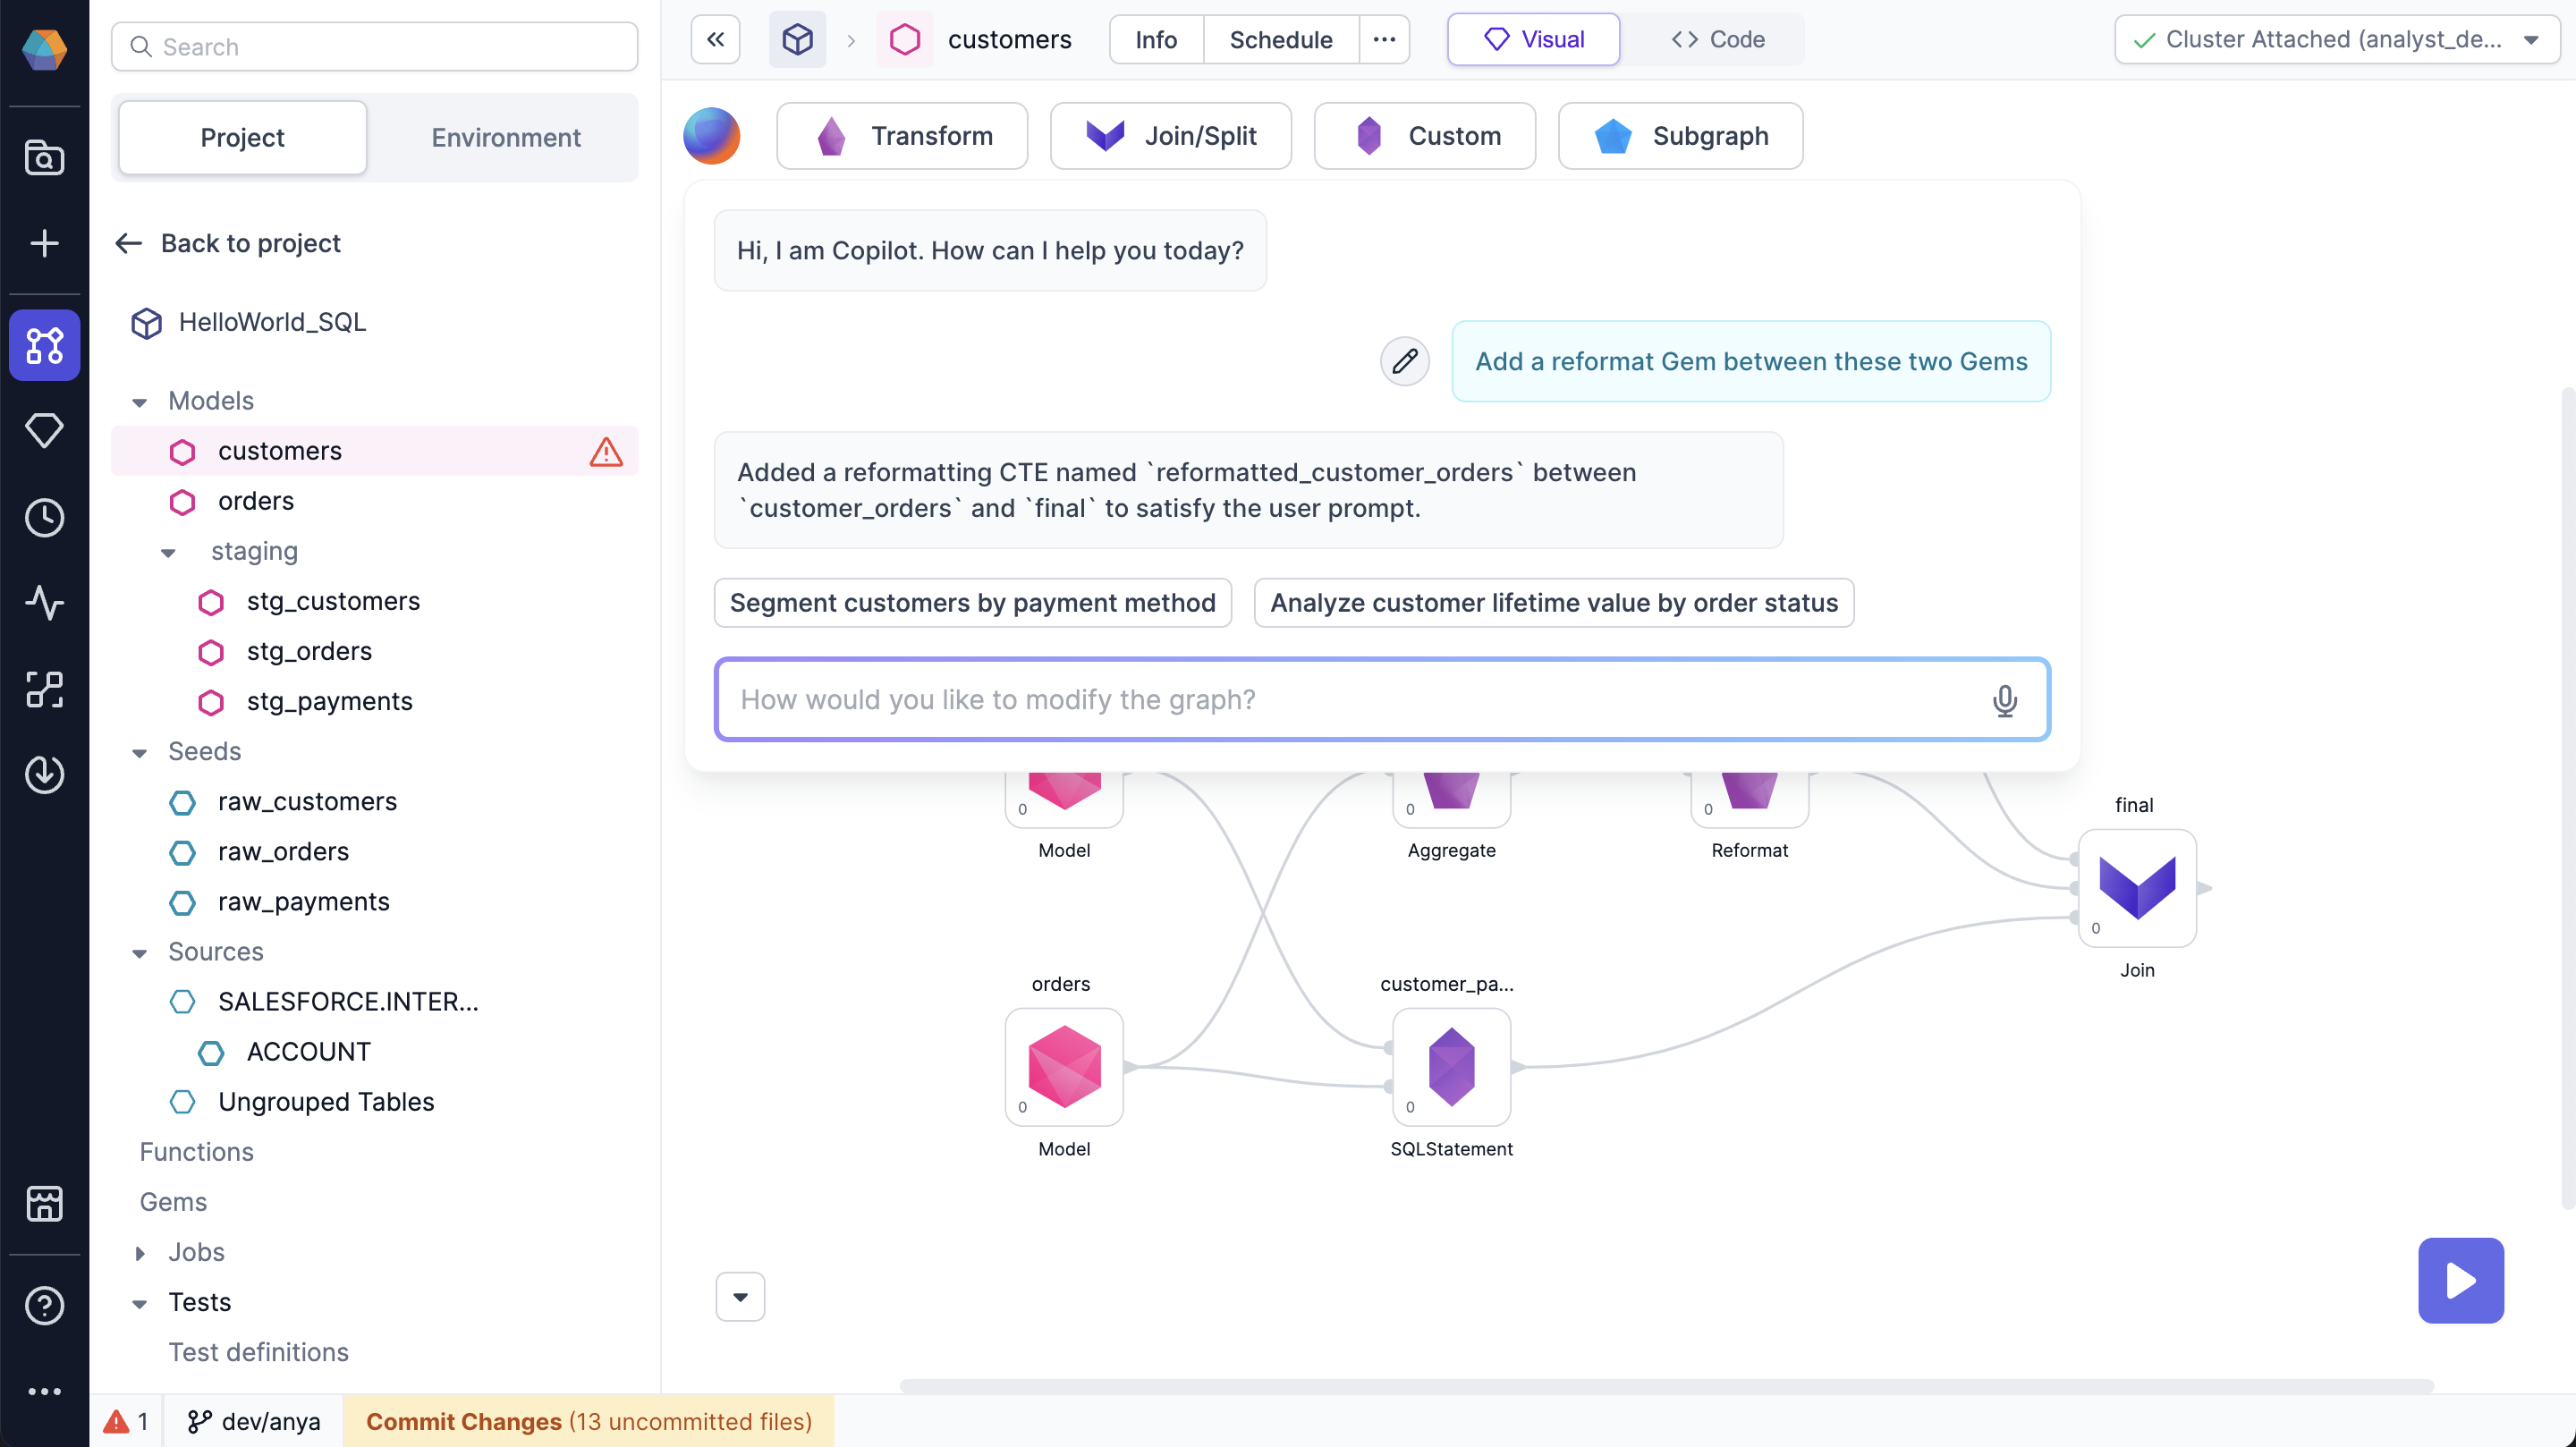 Search
Project
Environment
Back to project
HelloWorld_SQL
Models
customers
orders
staging
stg_customers
stg_orders
stg_payments
Seeds
raw_customers
raw_orders
raw_payments
Sources
SALESFORCE.INTER...
ACCOUNT
Ungrouped Tables
Functions
Gems
Jobs
Tests
Test definitions
1
dev/anya
Commit Changes (13 uncommitted files)
customers
Info
Schedule
Visual
Code
Cluster Attached (analyst_de...
Transform
Join/Split
Custom
Subgraph
Hi, I am Copilot. How can I help you today?
Add a reformat Gem between these two Gems
Added a reformatting CTE named `reformatted_customer_orders` between
`customer_orders` and `final` to satisfy the user prompt.
Segment customers by payment method
Analyze customer lifetime value by order status
How would you like to modify the graph?
0
Model
0
Aggregate
0
Reformat
final
0
Join
orders
0
Model
customer_pa...
0
SQLStatement